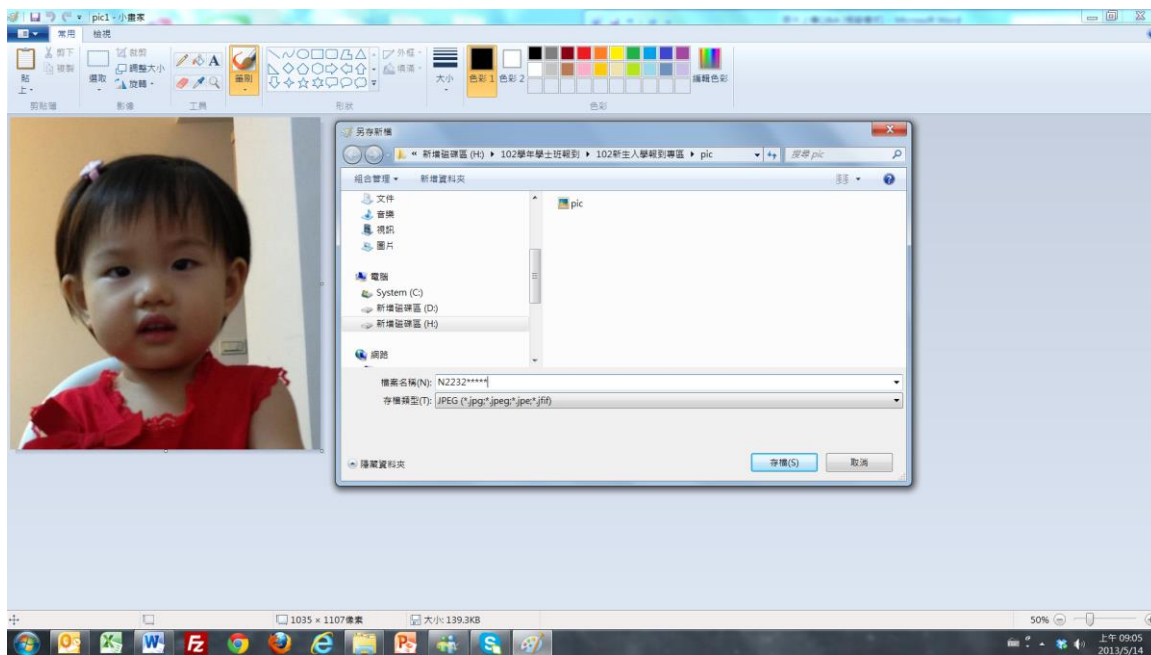 pic1 - 小畫家
常用 檢視
剪下
複製
貼上
剪貼簿
選取
裁剪
調整大小
旋轉
影像
A
工具
筆刷
外框
填滿
形狀
大小
色彩 1
色彩 2
編輯色彩
色彩
另存新檔
« 新增磁碟區 (H:) ▸ 102學年學士班報到 ▸ 102新生入學報到專區 ▸ pic
搜尋 pic
組合管理 新增資料夾
文件
音樂
視訊
圖片
電腦
System (C:)
新增磁碟區 (D:)
新增磁碟區 (H:)
網路
pic
檔案名稱(N): N2232*****
存檔類型(T): JPEG (*.jpg;*.jpeg;*.jpe;*.jfif)
隱藏資料夾
存檔(S) 取消
1035 × 1107像素
大小: 139.3KB
50%
上午 09:05
2013/5/14